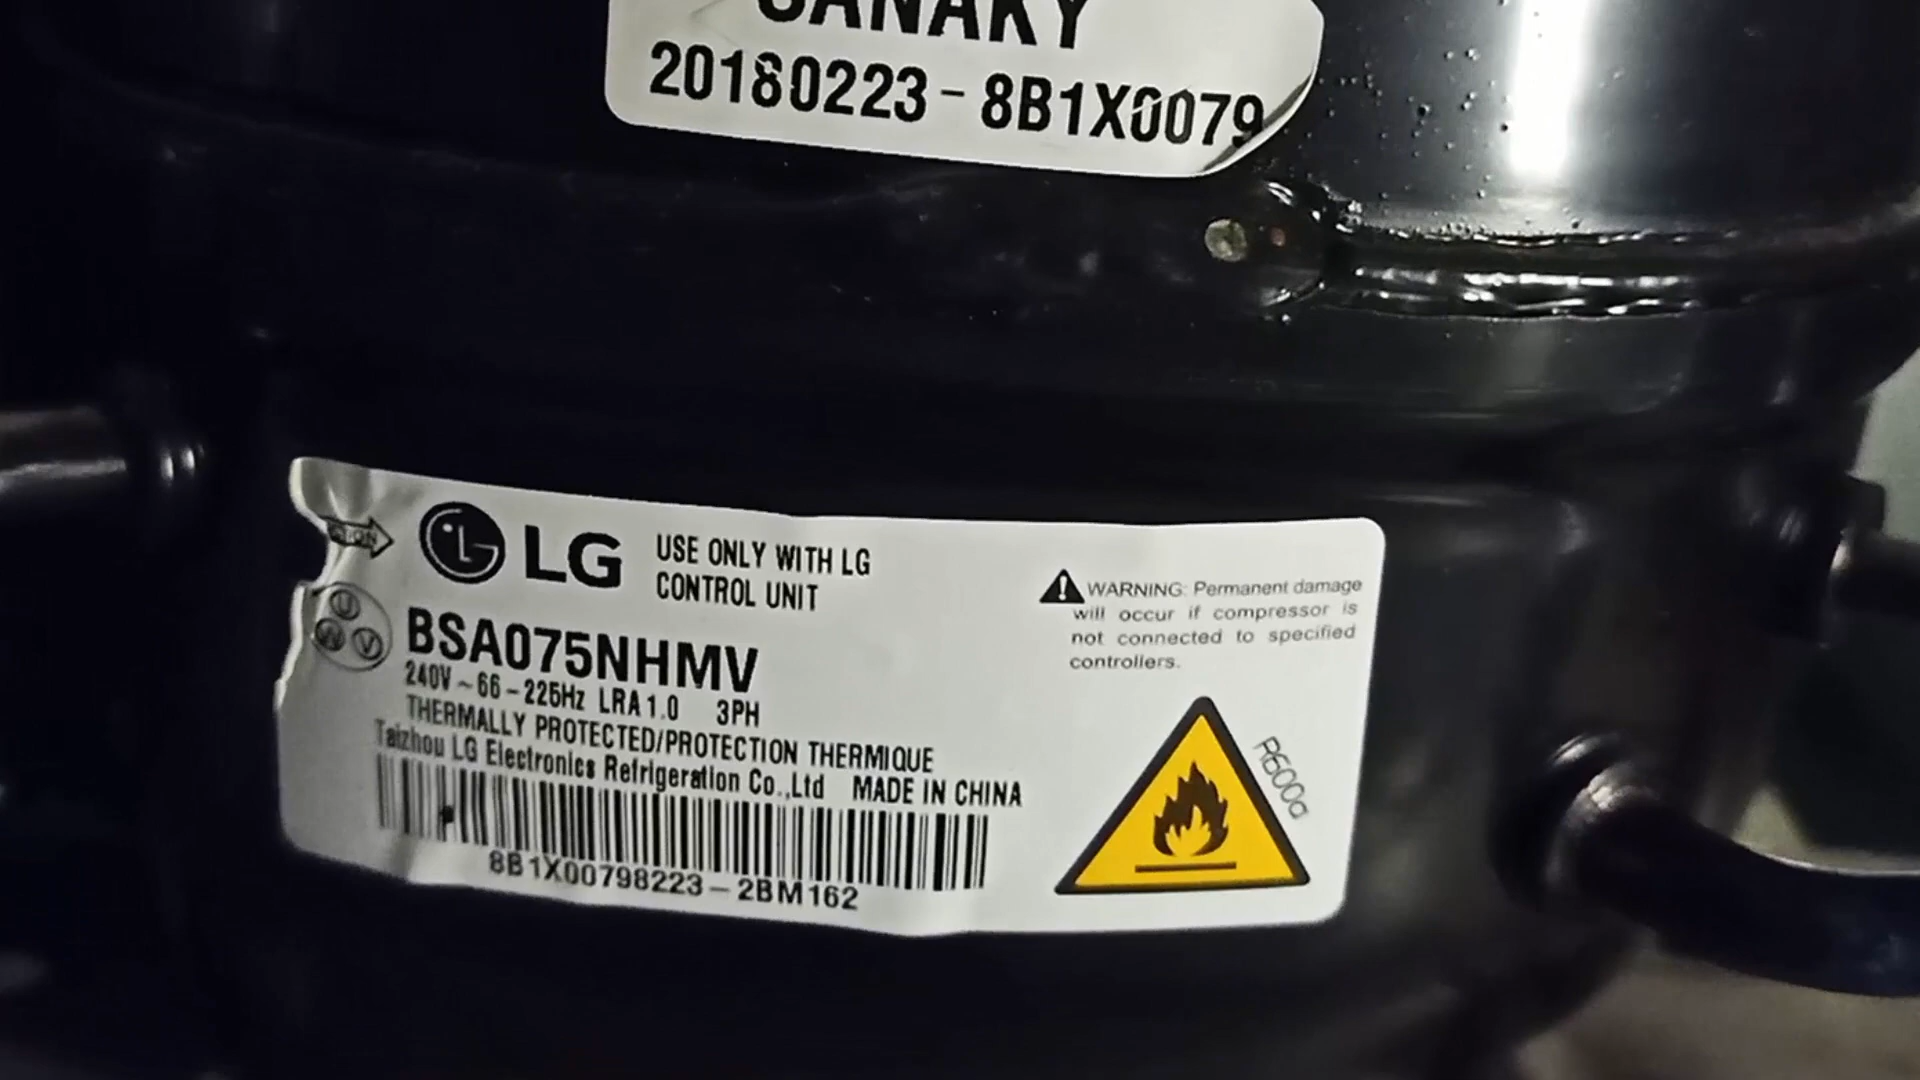 SANAKY
20180223-8B1X0079
LG
USE ONLY WITH LG
CONTROL UNIT
U
W V
BSA075NHMV
240V~66-225Hz LRA 1.0 3PH
THERMALLY PROTECTED/PROTECTION THERMIQUE
Taizhou LG Electronics Refrigeration Co.,Ltd MADE IN CHINA
8B1X00798223-2BM162
WARNING: Permanent damage
will occur if compressor is
not connected to specified
controllers.
R600a